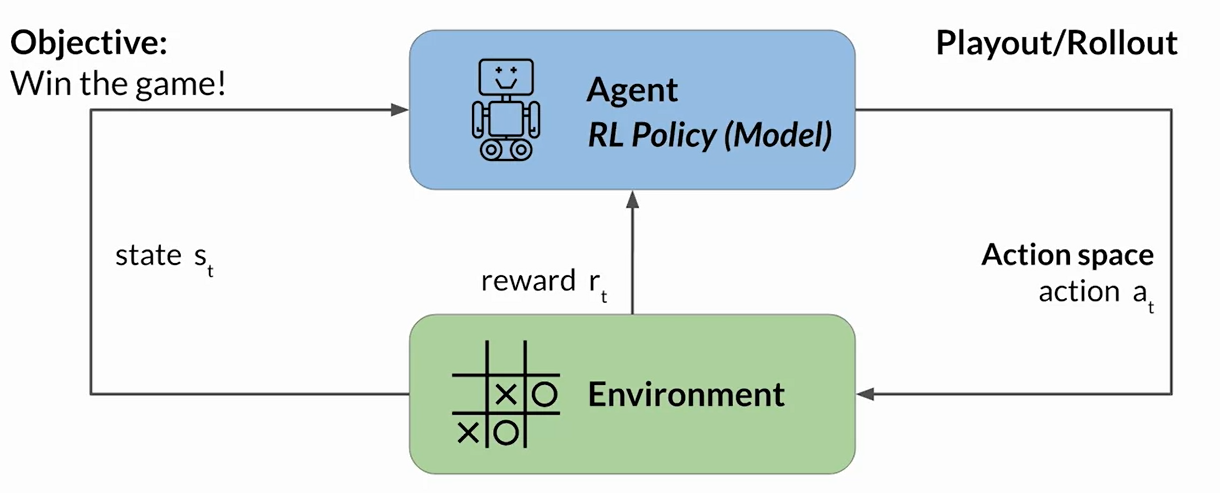 Objective:
Win the game!
Playout/Rollout
Agent
RL Policy (Model)
state s_t
reward r_t
Action space
action a_t
Environment
X O
X O